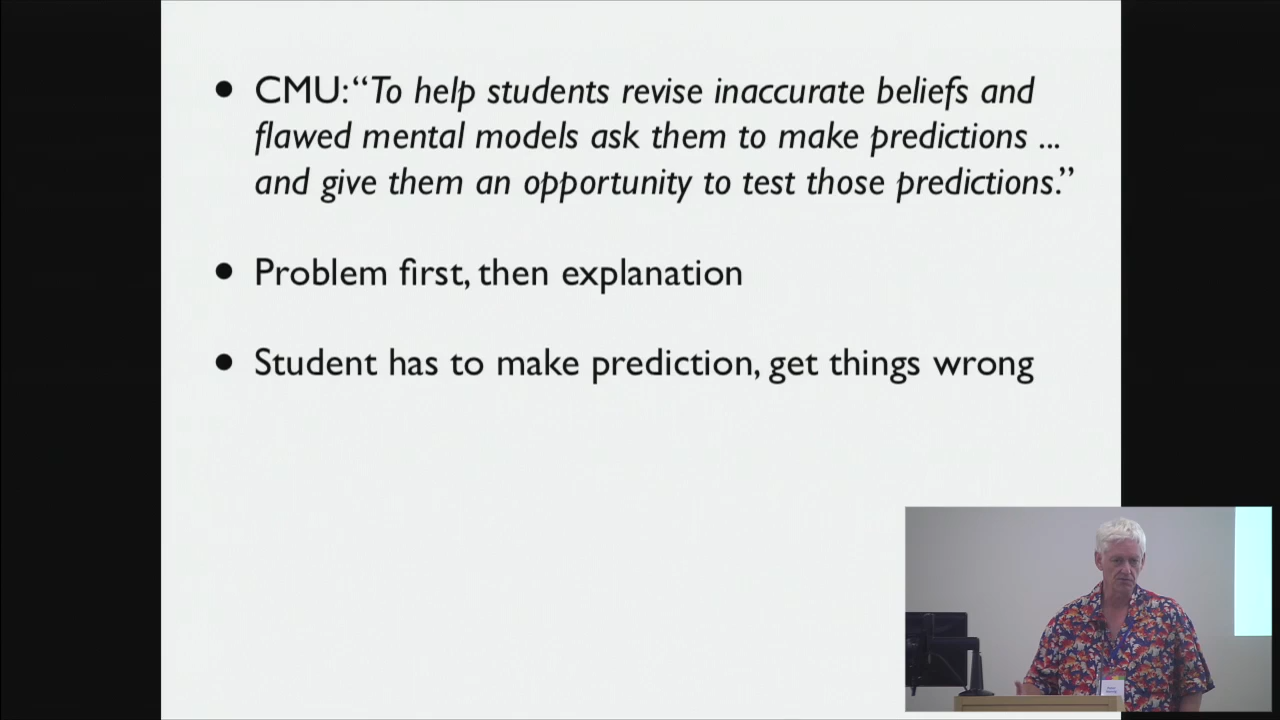 • CMU: “To help students revise inaccurate beliefs and
flawed mental models ask them to make predictions ...
and give them an opportunity to test those predictions.”
• Problem first, then explanation
• Student has to make prediction, get things wrong